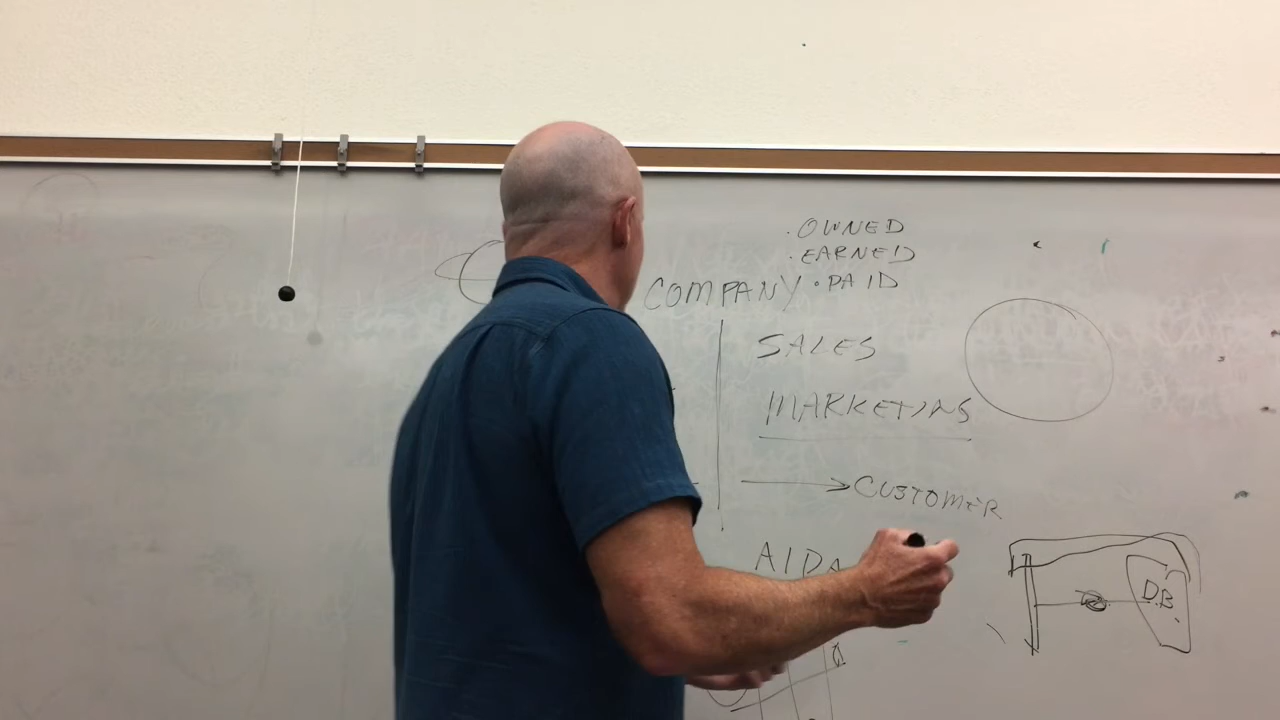 . OWNED
. EARNED
COMPANY . PAID
SALES
MARKETING
CUSTOMER
AIDA
D.B